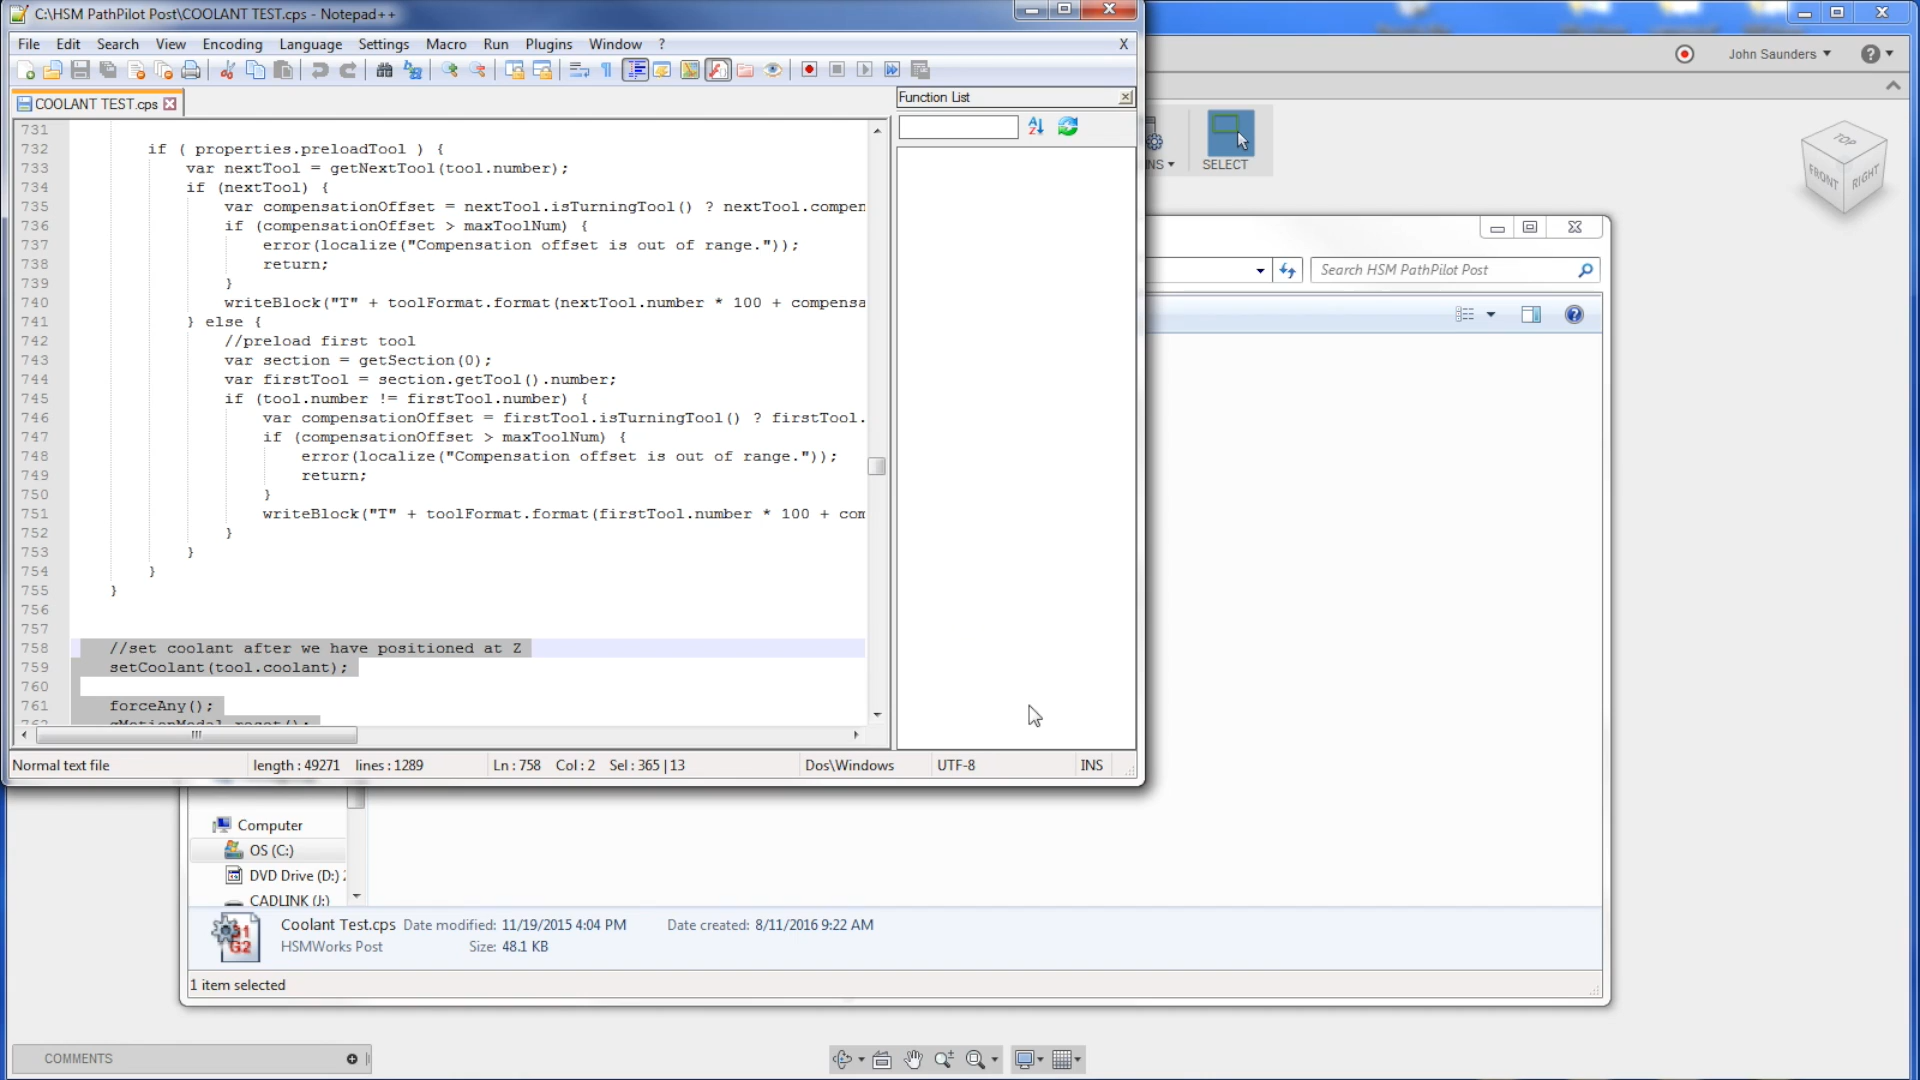 C:\HSM PathPilot Post\COOLANT TEST.cps - Notepad++
File Edit Search View Encoding Language Settings Macro Run Plugins Window ? X
COOLANT TEST.cps
Function List
731
732 if ( properties.preloadTool ) {
733 var nextTool = getNextTool(tool.number);
734 if (nextTool) {
735 var compensationOffset = nextTool.isTurningTool() ? nextTool.compen
736 if (compensationOffset > maxToolNum) {
737 error(localize("Compensation offset is out of range."));
738 return;
739 }
740 writeBlock("T" + toolFormat.format(nextTool.number * 100 + compensa
741 } else {
742 //preload first tool
743 var section = getSection(0);
744 var firstTool = section.getTool().number;
745 if (tool.number != firstTool.number) {
746 var compensationOffset = firstTool.isTurningTool() ? firstTool.
747 if (compensationOffset > maxToolNum) {
748 error(localize("Compensation offset is out of range."));
749 return;
750 }
751 writeBlock("T" + toolFormat.format(firstTool.number * 100 + com
752 }
753 }
754 }
755 }
756
757
758 //set coolant after we have positioned at Z
759 setCoolant(tool.coolant);
760
761 forceAny();
762 gMotionModal.reset();
Normal text file length : 49271 lines : 1289 Ln : 758 Col : 2 Sel : 365 | 13 Dos\Windows UTF-8 INS
John Saunders
NS SELECT
TOP
FRONT RIGHT
Search HSM PathPilot Post
Computer
OS (C:)
DVD Drive (D:) 2
CADLINK (J:)
G1
G2
Coolant Test.cps Date modified: 11/19/2015 4:04 PM Date created: 8/11/2016 9:22 AM
HSMWorks Post Size: 48.1 KB
1 item selected
COMMENTS